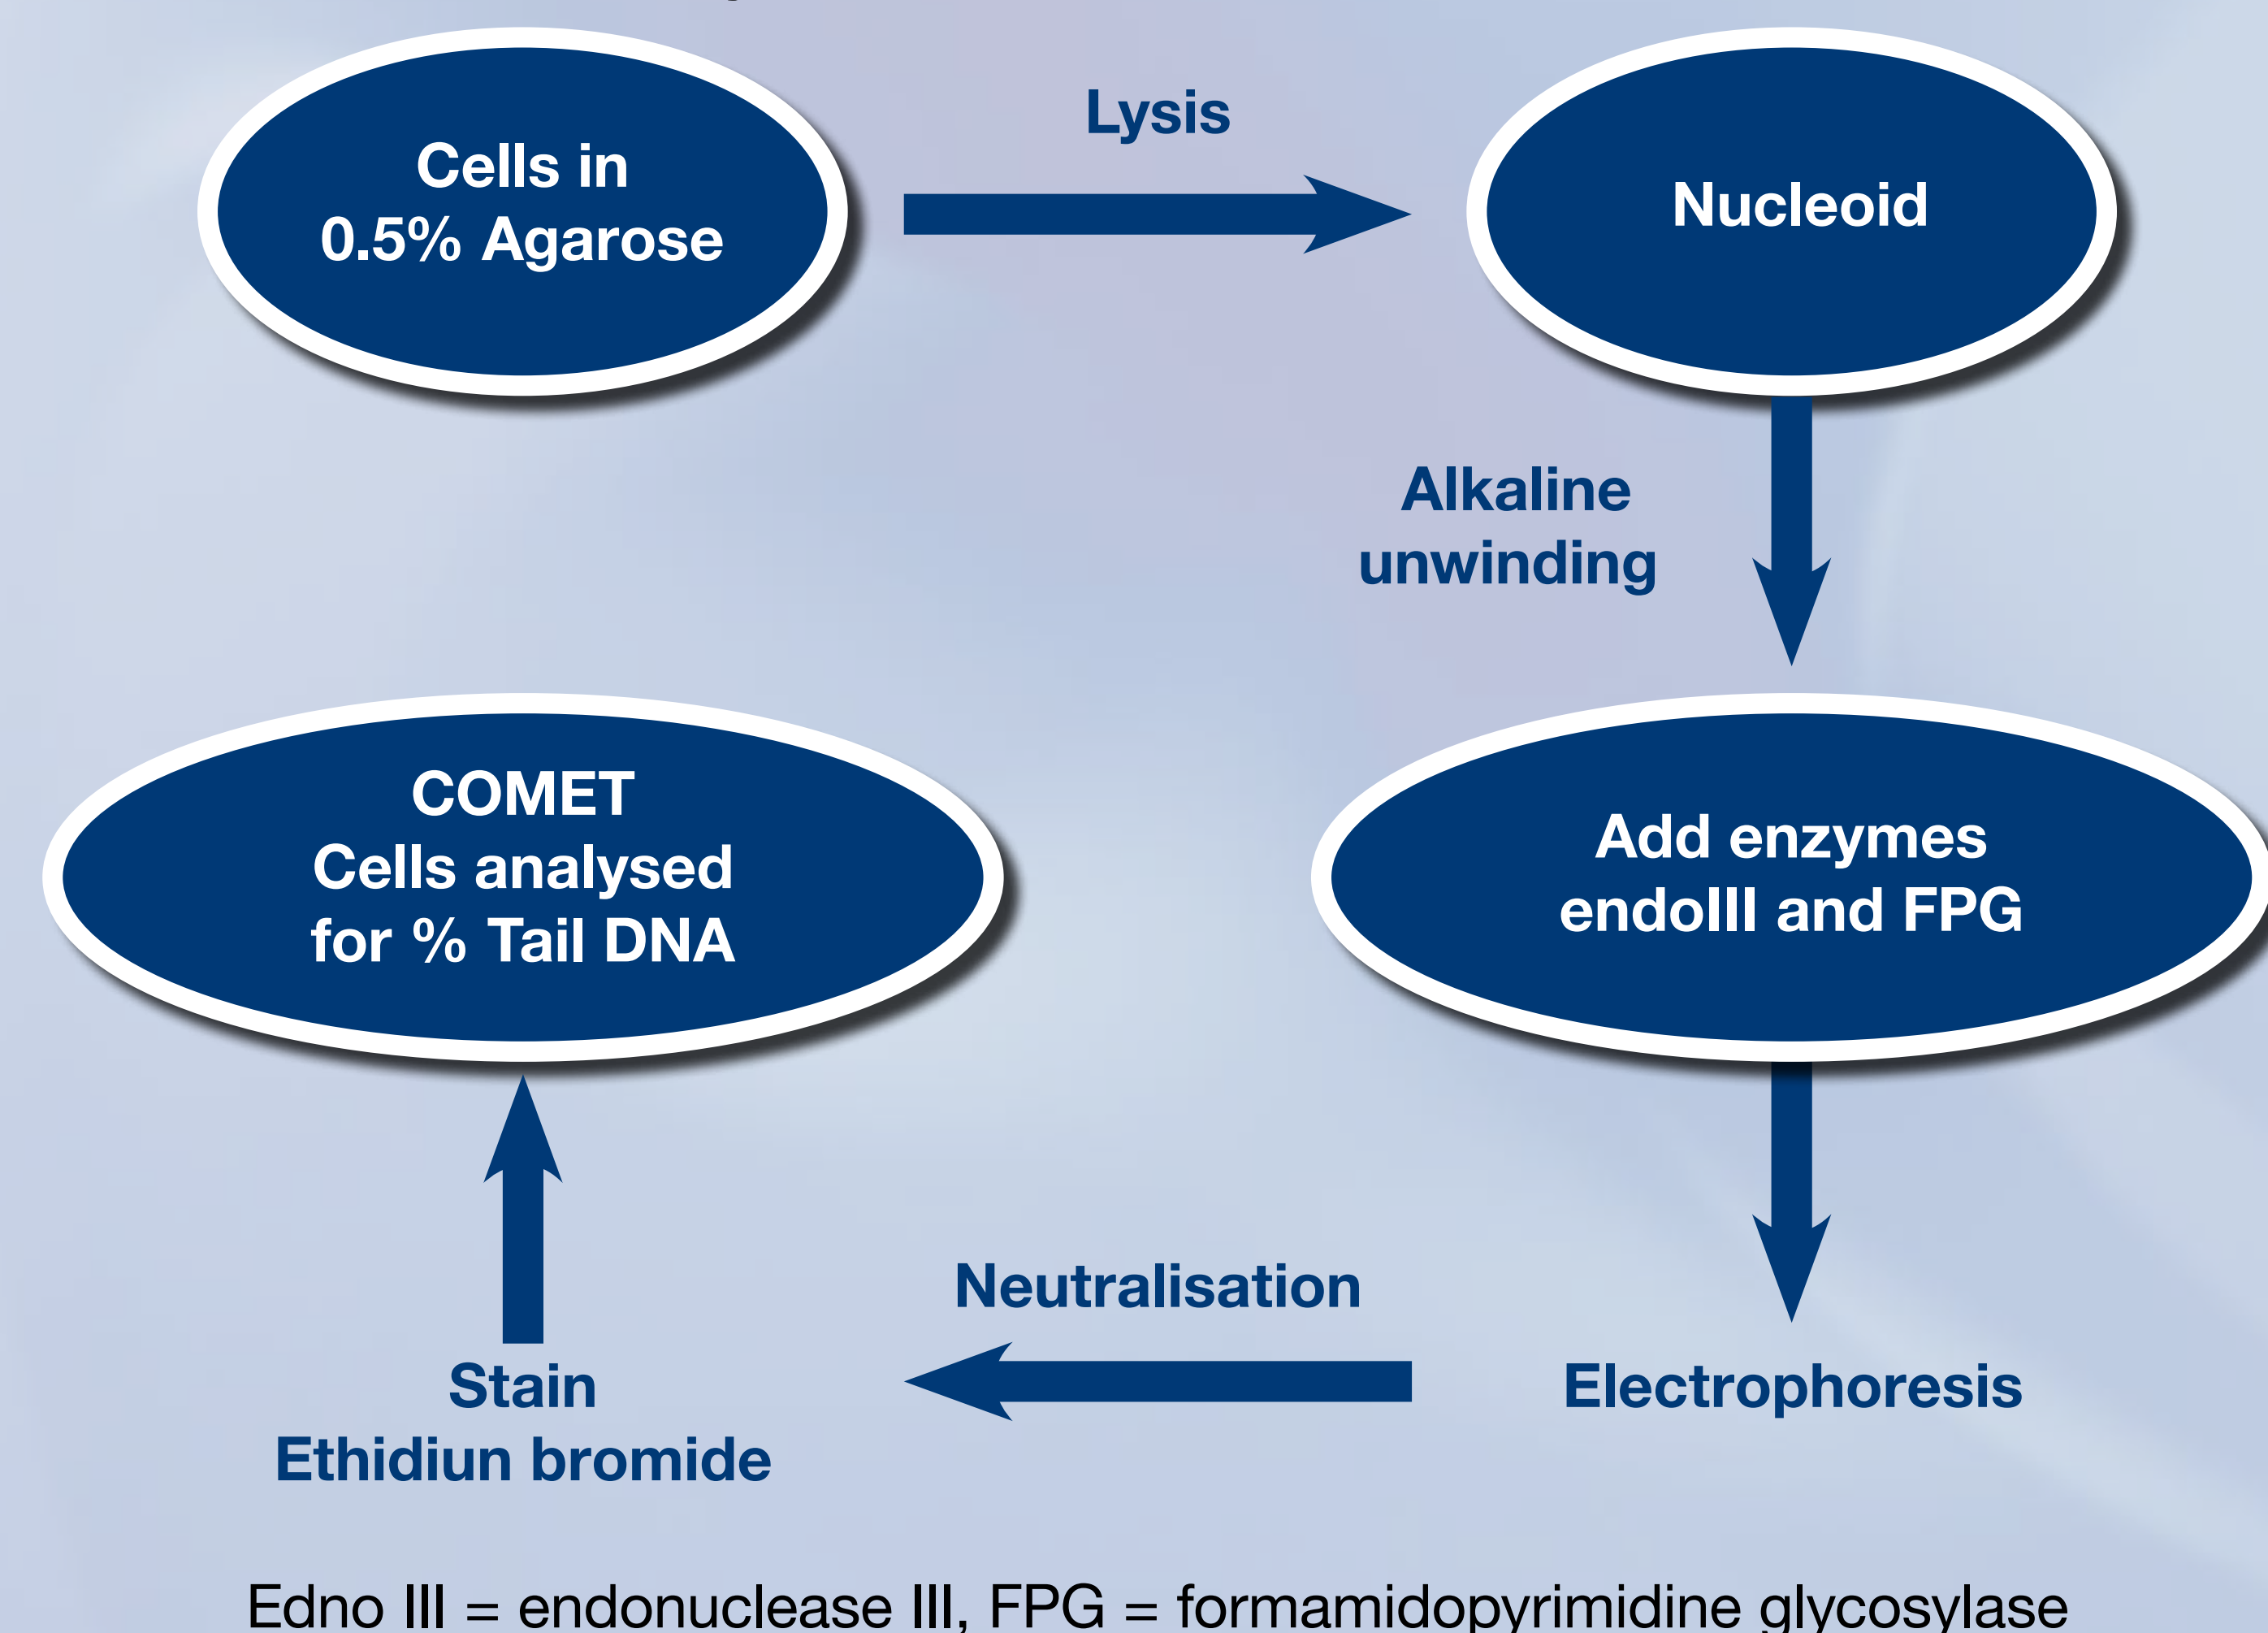 Cells in
0.5% Agarose
Lysis
Nucleoid
Alkaline
unwinding
Add enzymes
endoIII and FPG
Electrophoresis
Neutralisation
Stain
Ethidiun bromide
COMET
Cells analysed
for % Tail DNA
Edno III = endonuclease III, FPG = formamidopyrimidine glycosylase